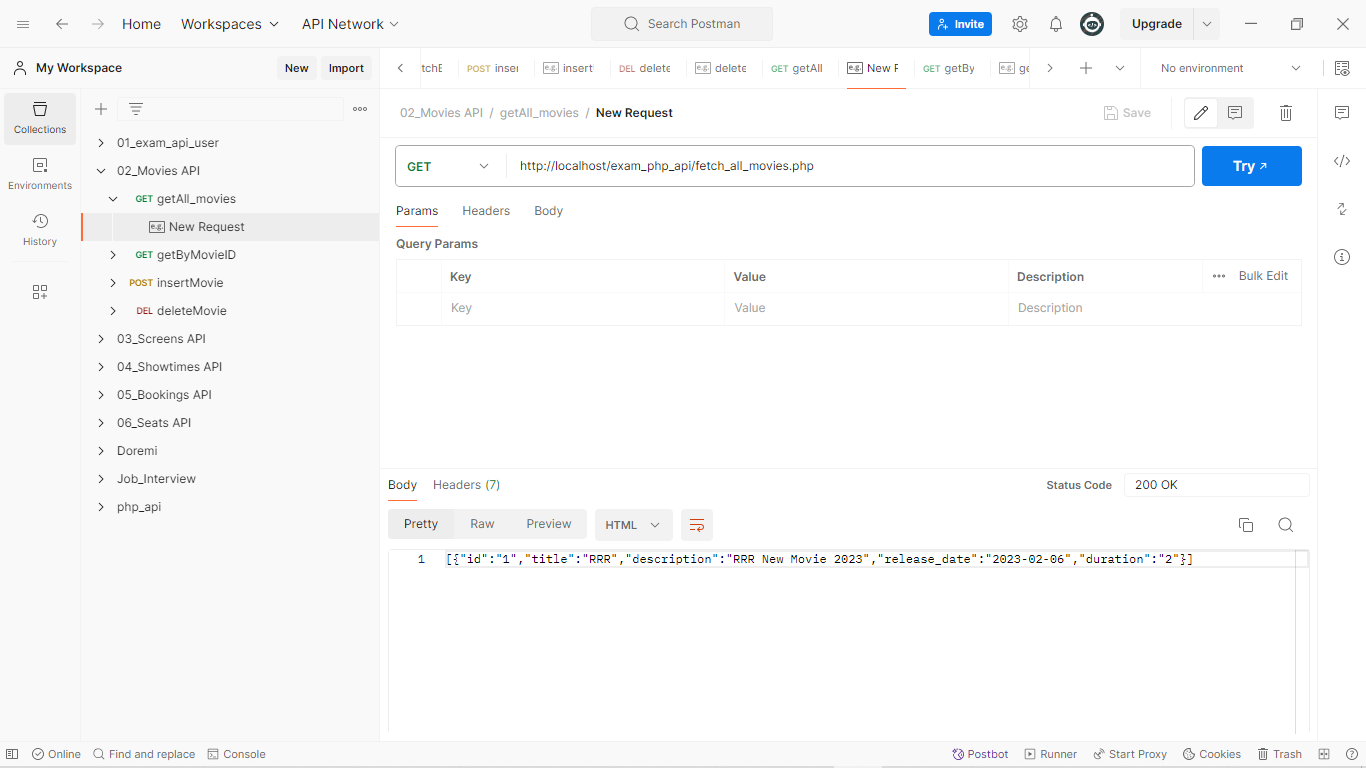 Home Workspaces API Network Search Postman Invite Upgrade
My Workspace New Import
tchE POST inser e.g. insert DEL delete e.g. delete GET getAll e.g. New F GET getBy e.g. ge No environment
Collections
Environments
History
01_exam_api_user
02_Movies API
GET getAll_movies
e.g. New Request
GET getByMovieID
POST insertMovie
DEL deleteMovie
03_Screens API
04_Showtimes API
05_Bookings API
06_Seats API
Doremi
Job_Interview
php_api
02_Movies API / getAll_movies / New Request Save
GET http://localhost/exam_php_api/fetch_all_movies.php Try
Params Headers Body
Query Params
Key Value Description Bulk Edit
Key Value Description
Body Headers (7) Status Code 200 OK
Pretty Raw Preview HTML
1 [{"id":"1","title":"RRR","description":"RRR New Movie 2023","release_date":"2023-02-06","duration":"2"}]
Online Find and replace Console Postbot Runner Start Proxy Cookies Trash